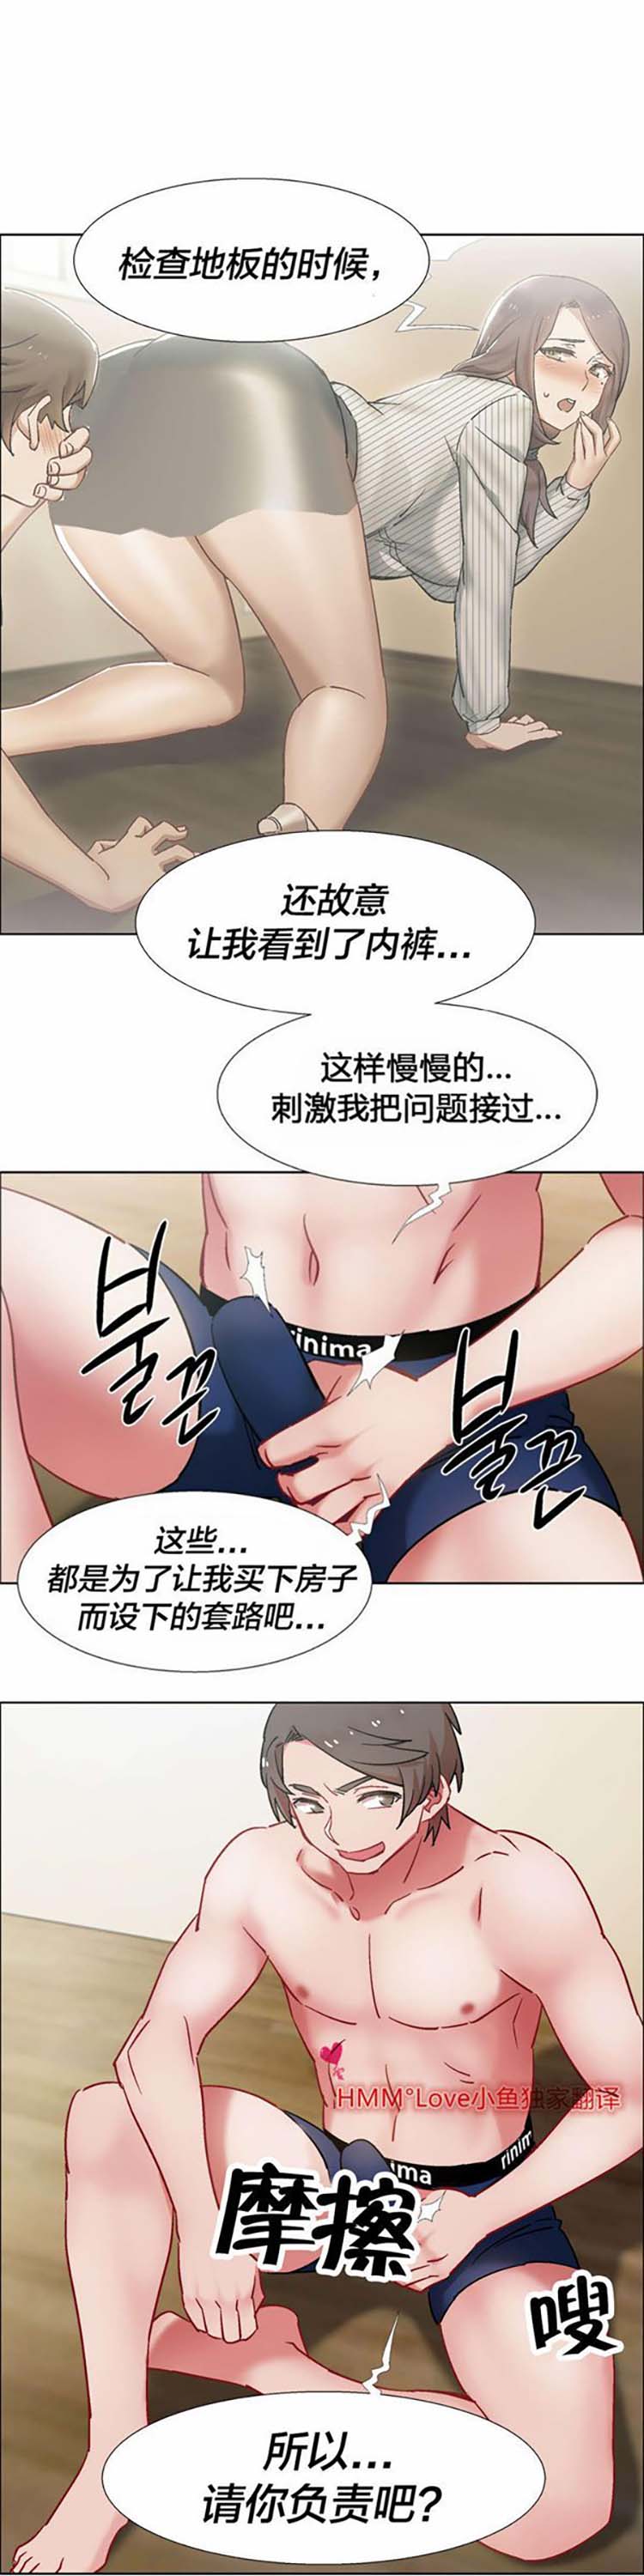 检查地板的时候，
还故意
让我看到了内裤...
这样慢慢的...
刺激我把问题接过...
불끈
rinima
불끈
这些...
都是为了让我买下房子
而设下的套路吧...
HMM°Love小鱼独家翻译
rinim
ima
摩擦
嗖
所以...
请你负责吧？